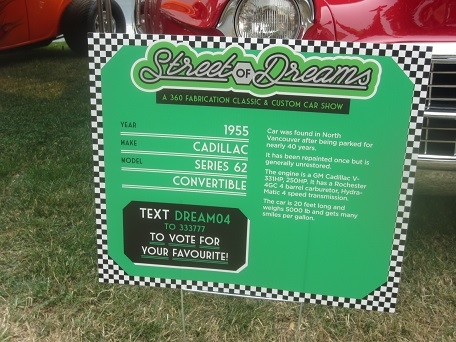 Street OF Dreams
A 360 FABRICATION CLASSIC & CUSTOM CAR SHOW
YEAR 1955
MAKE CADILLAC
MODEL SERIES 62
CONVERTIBLE
TEXT DREAM04
TO 333777
TO VOTE FOR
YOUR FAVOURITE!
Car was found in North
Vancouver after being parked for
nearly 40 years.
It has been repainted once but is
generally unrestored.
The engine is a GM Cadillac V-
331HP, 250HP. It has a Rochester
4GC 4 barrel carburetor, Hydra-
Matic 4 speed transmission.
The car is 20 feet long and
weighs 5000 lb and gets many
smiles per gallon.